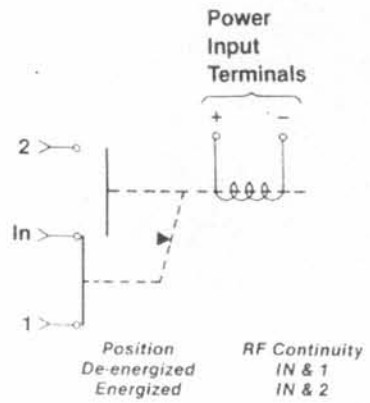 Power
Input
Terminals
+ −
2
In
1
Position RF Continuity
De-energized IN & 1
Energized IN & 2